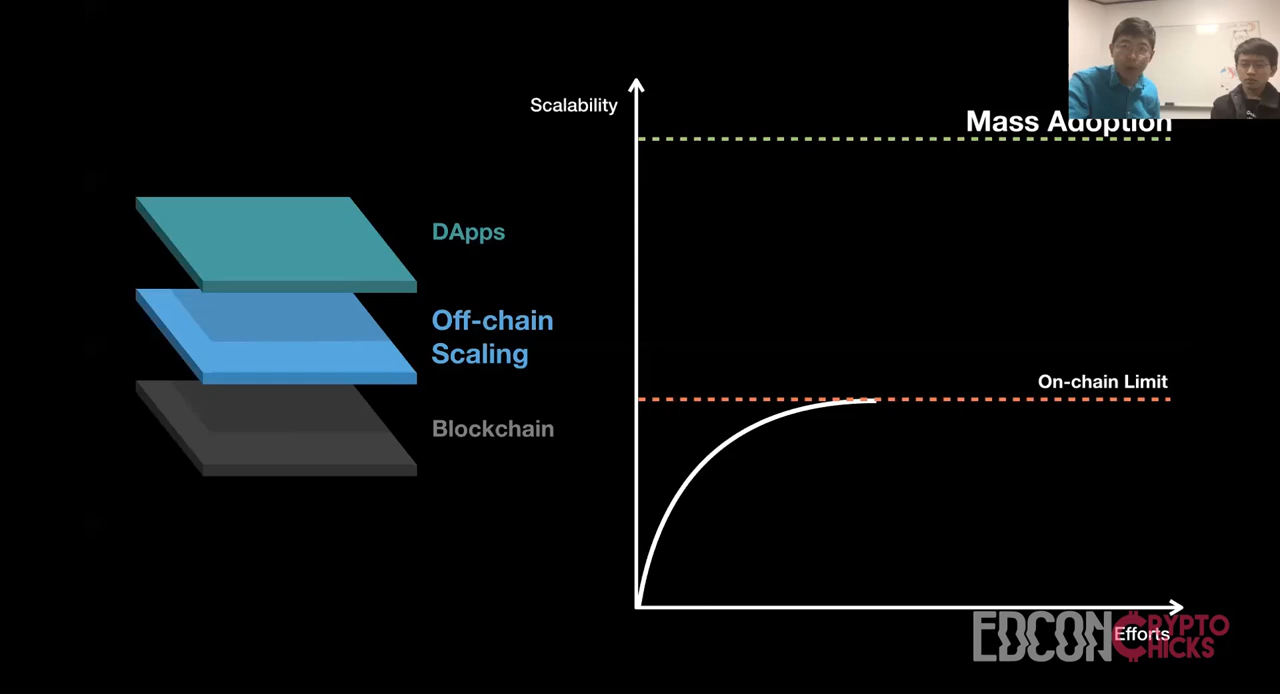 Scalability
Mass Adoption
DApps
Off-chain
Scaling
On-chain Limit
Blockchain
Efforts
EDCON
CRYPTO
CHICKS